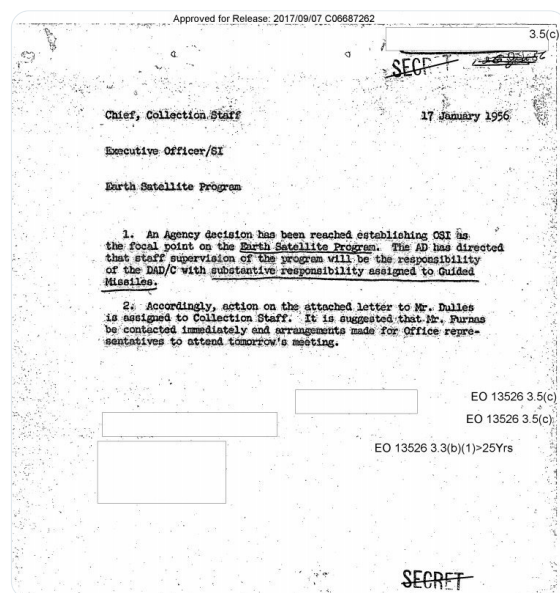 Approved for Release: 2017/09/07 C06687262
3.5(c)
SECRET
Chief, Collection Staff 17 January 1956
Executive Officer/SI
Earth Satellite Program
1. An Agency decision has been reached establishing OSI as
the focal point on the Earth Satellite Program. The AD has directed
that staff supervision of the program will be the responsibility
of the DAD/C with substantive responsibility assigned to Guided
Missiles.
2. Accordingly, action on the attached letter to Mr. Dulles
is assigned to Collection Staff. It is suggested that Mr. Furnas
be contacted immediately and arrangements made for Office repre-
sentatives to attend tomorrow's meeting.
EO 13526 3.5(c)
EO 13526 3.5(c)
EO 13526 3.3(b)(1)>25Yrs
SECRET